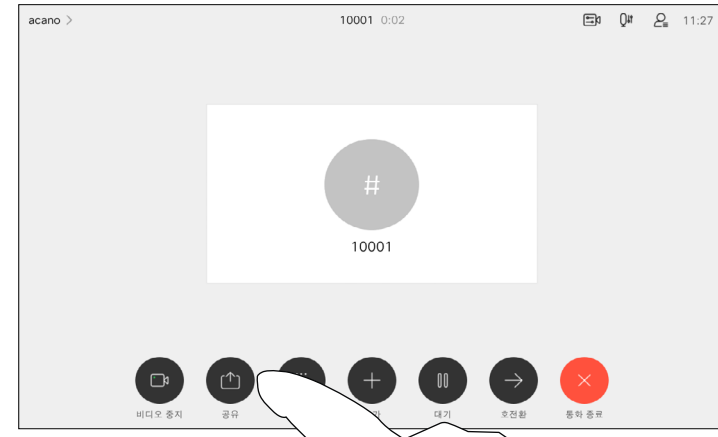 acano >
10001 0:02
11:27
#
10001
비디오 중지
공유
대기
호전환
통화 종료